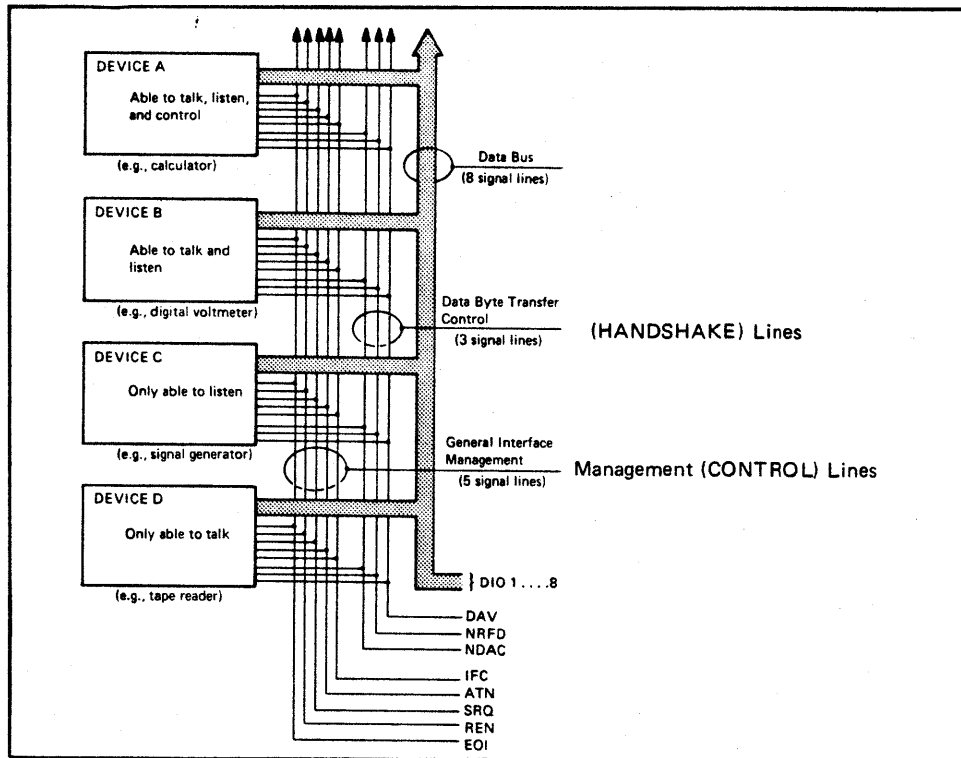 DEVICE A
Able to talk, listen,
and control
(e.g., calculator)
Data Bus
(8 signal lines)
DEVICE B
Able to talk and
listen
(e.g., digital voltmeter)
Data Byte Transfer
Control
(3 signal lines)
(HANDSHAKE) Lines
DEVICE C
Only able to listen
(e.g., signal generator)
General Interface
Management
(5 signal lines)
Management (CONTROL) Lines
DEVICE D
Only able to talk
(e.g., tape reader)
} DIO 1 . . . . 8
DAV
NRFD
NDAC
IFC
ATN
SRQ
REN
EOI